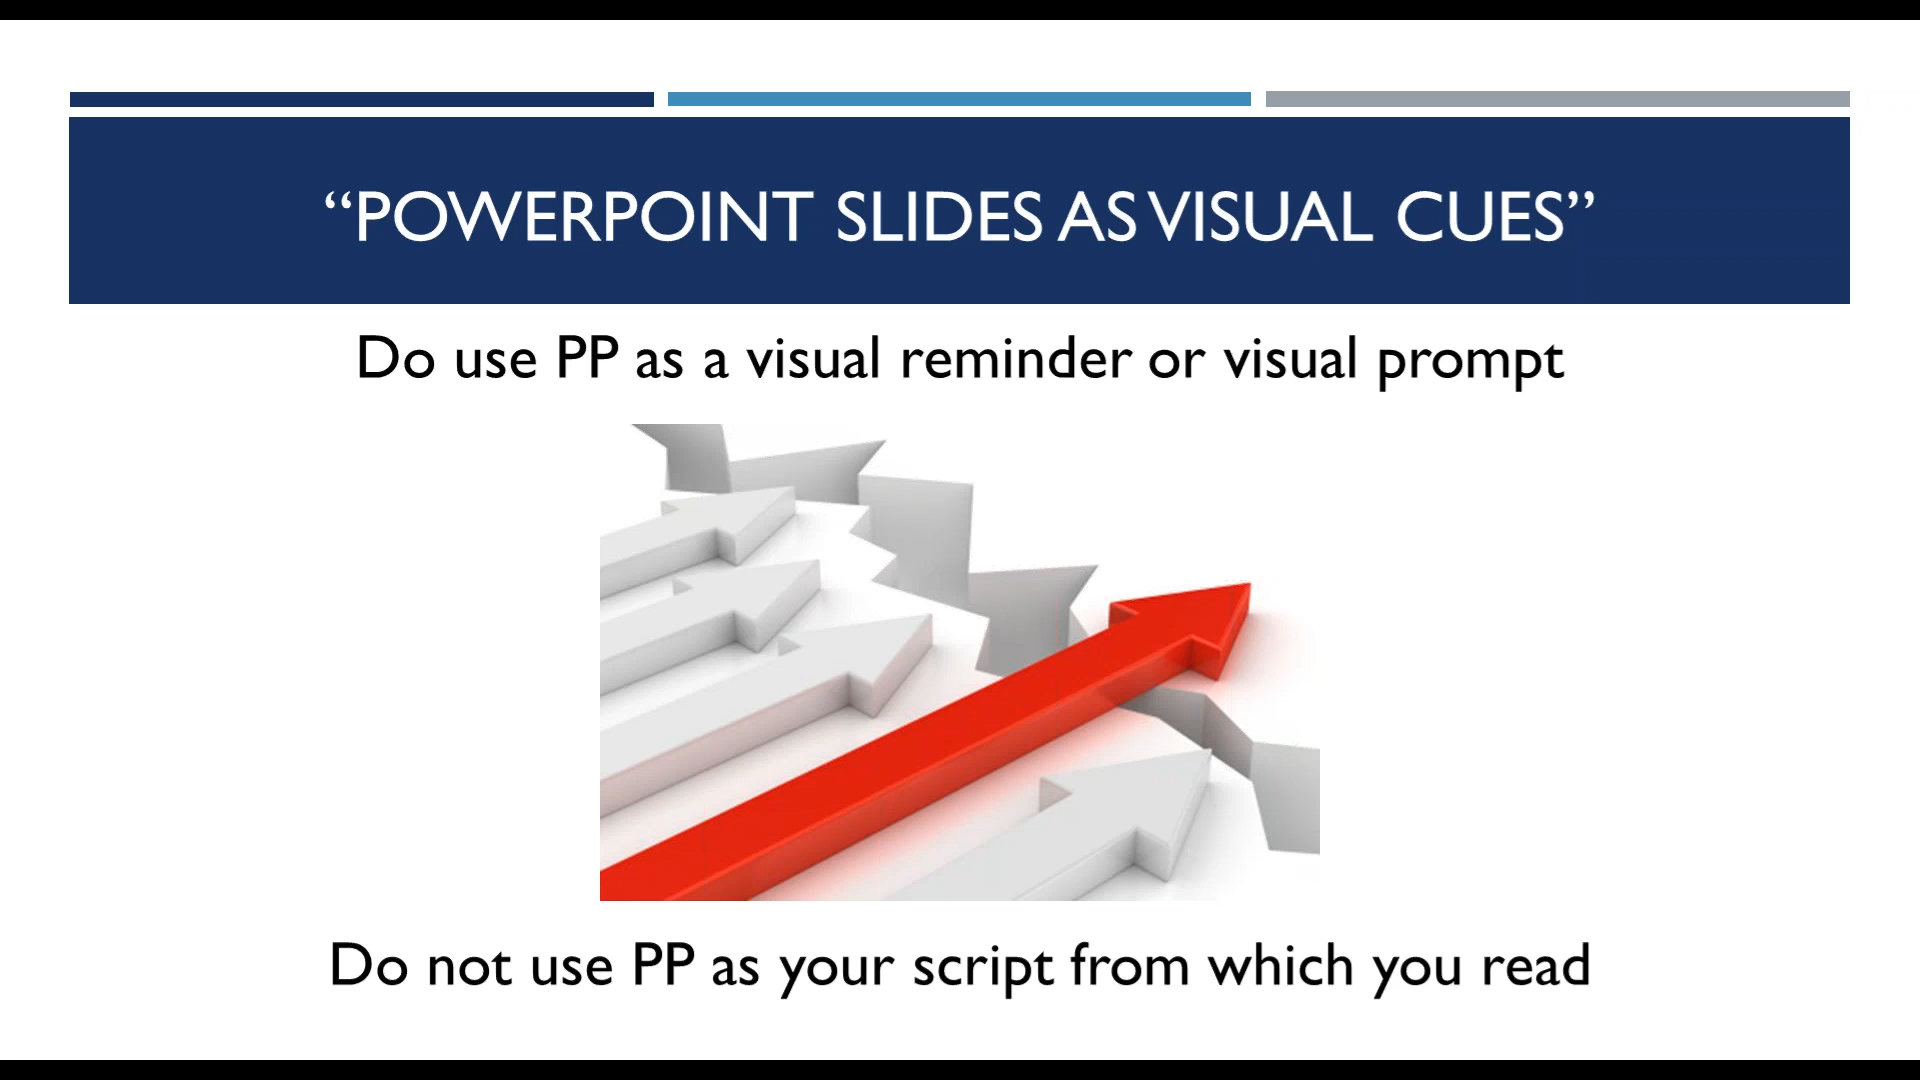 “POWERPOINT SLIDES AS VISUAL CUES”
Do use PP as a visual reminder or visual prompt
Do not use PP as your script from which you read